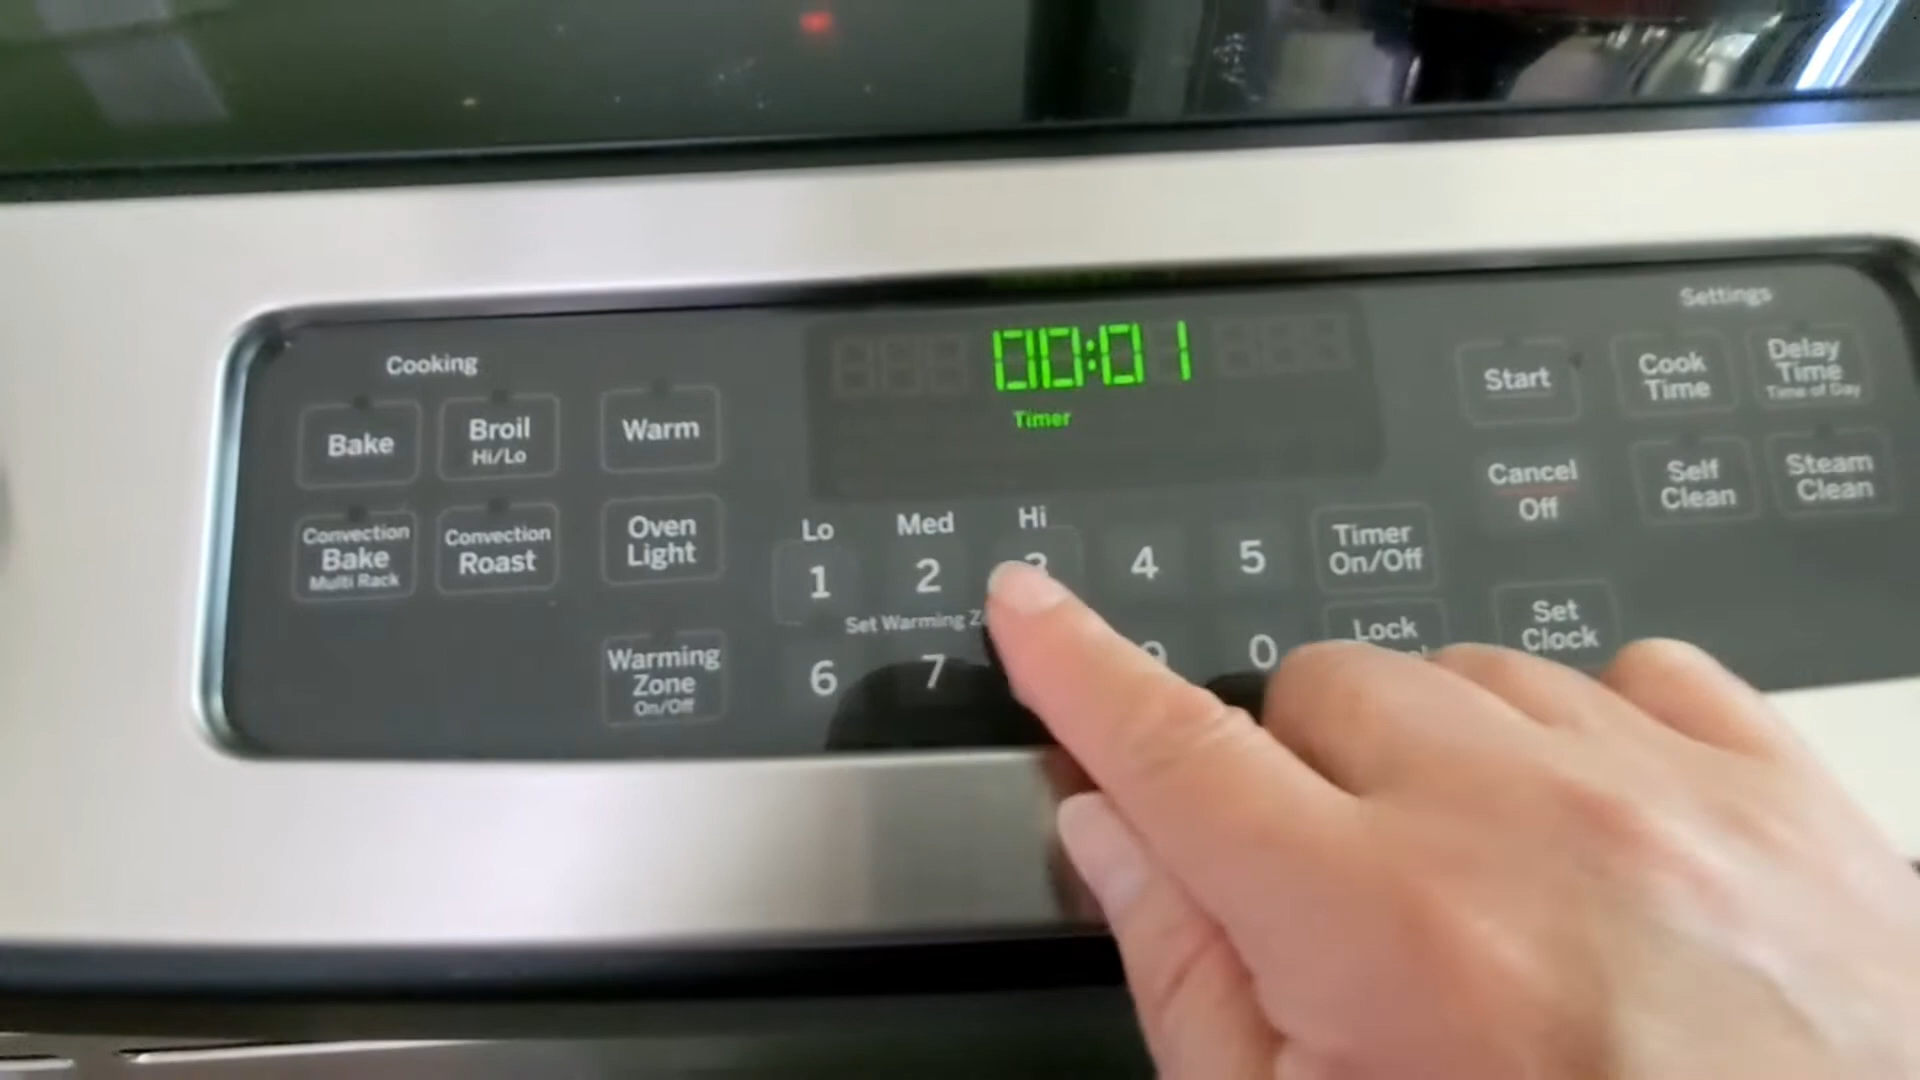 Settings
Cooking
00:01
Timer
Bake
Broil
Hi/Lo
Warm
Start
Cook
Time
Delay
Time
Time of Day
Convection
Bake
Multi Rack
Convection
Roast
Oven
Light
Lo
Med
Hi
1
2
3
4
5
Timer
On/Off
Cancel
Off
Self
Clean
Steam
Clean
Set Warming
Warming
Zone
On/Off
6
7
9
0
Lock
Set
Clock